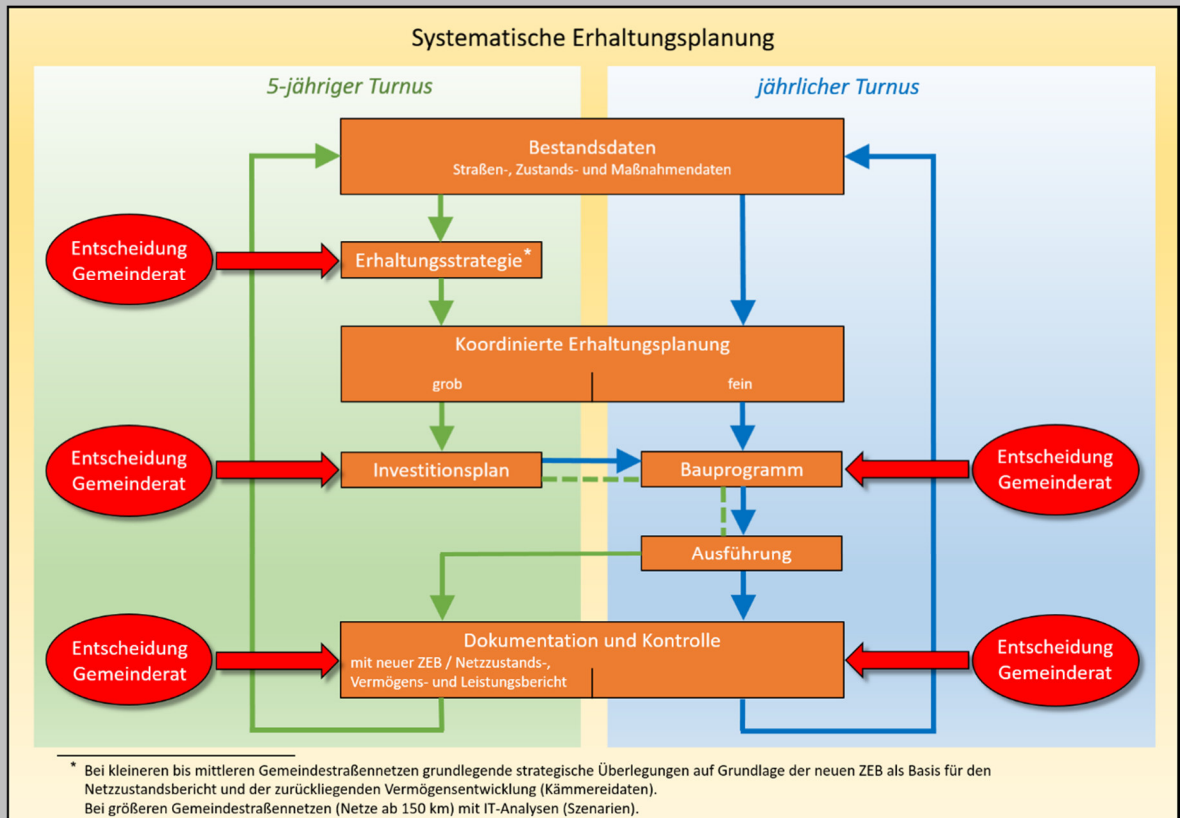 Systematische Erhaltungsplanung
5-jähriger Turnus
jährlicher Turnus
Bestandsdaten
Straßen-, Zustands- und Maßnahmendaten
Entscheidung
Gemeinderat
Erhaltungsstrategie*
Koordinierte Erhaltungsplanung
grob
fein
Entscheidung
Gemeinderat
Investitionsplan
Bauprogramm
Entscheidung
Gemeinderat
Ausführung
Entscheidung
Gemeinderat
Dokumentation und Kontrolle
mit neuer ZEB / Netzzustands-,
Vermögens- und Leistungsbericht
Entscheidung
Gemeinderat
* Bei kleineren bis mittleren Gemeindestraßennetzen grundlegende strategische Überlegungen auf Grundlage der neuen ZEB als Basis für den
Netzzustandsbericht und der zurückliegenden Vermögensentwicklung (Kämmereidaten).
Bei größeren Gemeindestraßennetzen (Netze ab 150 km) mit IT-Analysen (Szenarien).